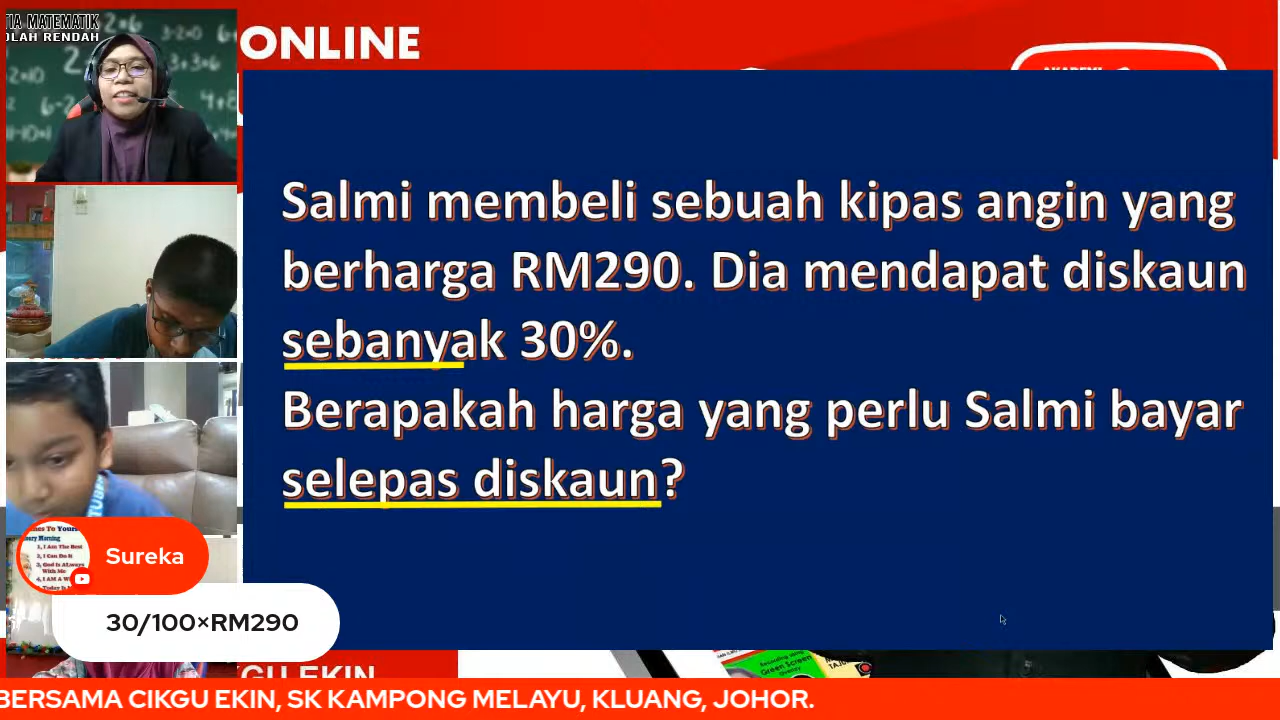 TIA MATEMATIK
OLAH RENDAH
ONLINE
Salmi membeli sebuah kipas angin yang
berharga RM290. Dia mendapat diskaun
sebanyak 30%.
Berapakah harga yang perlu Salmi bayar
selepas diskaun?
Sureka
30/100×RM290
GU EKIN
BERSAMA CIKGU EKIN, SK KAMPONG MELAYU, KLUANG, JOHOR.